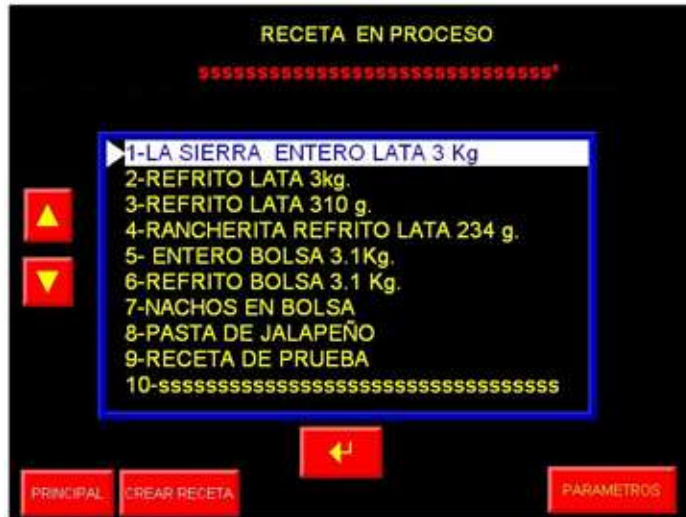 RECETA EN PROCESO
ssssssssssssssssssssssssssssss*
1-LA SIERRA ENTERO LATA 3 Kg
2-REFRITO LATA 3kg.
3-REFRITO LATA 310 g.
4-RANCHERITA REFRITO LATA 234 g.
5- ENTERO BOLSA 3.1Kg.
6-REFRITO BOLSA 3.1 Kg.
7-NACHOS EN BOLSA
8-PASTA DE JALAPEÑO
9-RECETA DE PRUEBA
10-ssssssssssssssssssssssssssssssssss
PRINCIPAL CREAR RECETA PARAMETROS